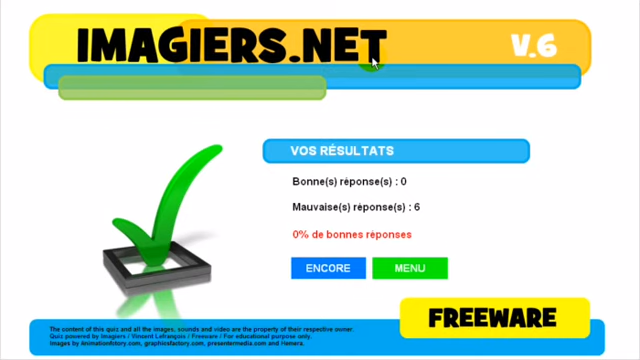 IMAGIERS.NET
V.6
VOS RÉSULTATS
Bonne(s) réponse(s) : 0
Mauvaise(s) réponse(s) : 6
0% de bonnes réponses
ENCORE
MENU
FREEWARE
The content of this quiz and all the images, sounds and video are the property of their respective owner.
Quiz powered by Imagiers / Vincent Lefrançois / Freeware / For educational purpose only.
Images by Animationfctory.com, graphicsfactory.com, presentermedia.com and